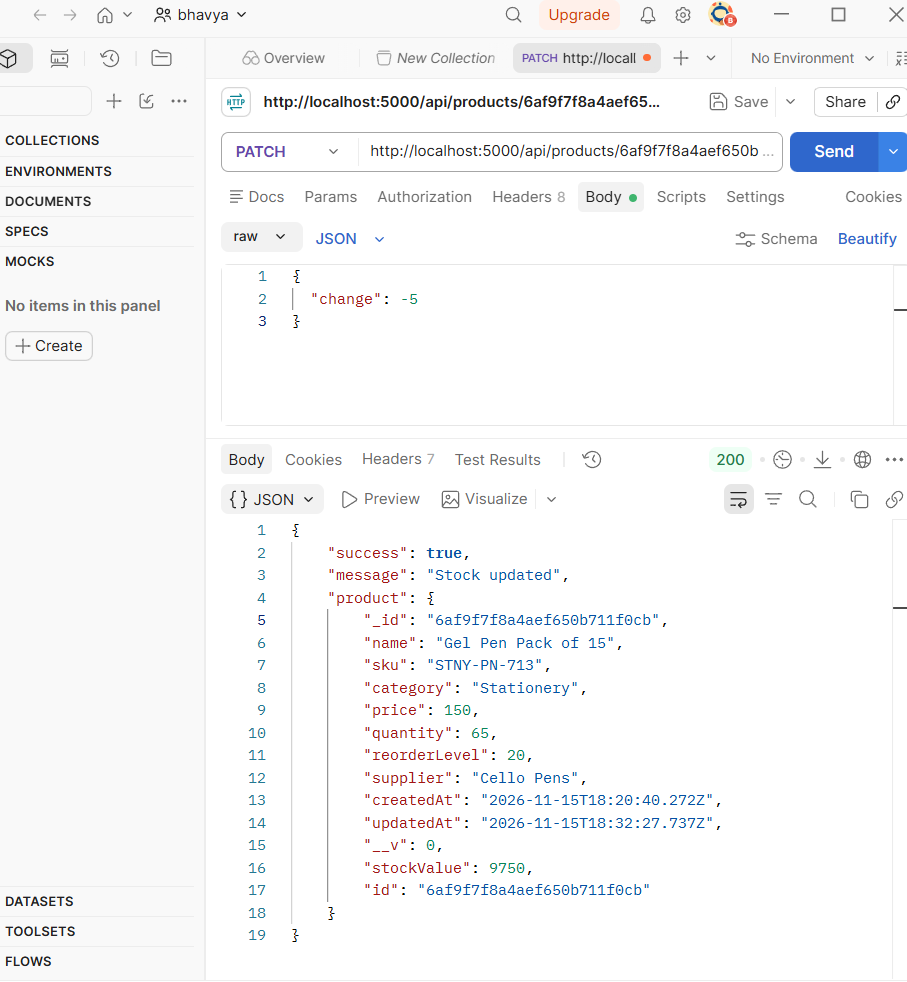 bhavya
Upgrade
B
Overview
New Collection
PATCH http://locall
No Environment
HTTP
http://localhost:5000/api/products/6af9f7f8a4aef65...
Save
Share
COLLECTIONS
ENVIRONMENTS
DOCUMENTS
SPECS
MOCKS
No items in this panel
Create
PATCH
http://localhost:5000/api/products/6af9f7f8a4aef650b ...
Send
Docs Params Authorization Headers 8 Body Scripts Settings Cookies
raw JSON Schema Beautify
1 {
2 "change": -5
3 }
Body Cookies Headers 7 Test Results 200
{} JSON Preview Visualize
1 {
2 "success": true,
3 "message": "Stock updated",
4 "product": {
5 "_id": "6af9f7f8a4aef650b711f0cb",
6 "name": "Gel Pen Pack of 15",
7 "sku": "STNY-PN-713",
8 "category": "Stationery",
9 "price": 150,
10 "quantity": 65,
11 "reorderLevel": 20,
12 "supplier": "Cello Pens",
13 "createdAt": "2026-11-15T18:20:40.272Z",
14 "updatedAt": "2026-11-15T18:32:27.737Z",
15 "__v": 0,
16 "stockValue": 9750,
17 "id": "6af9f7f8a4aef650b711f0cb"
18 }
19 }
DATASETS
TOOLSETS
FLOWS